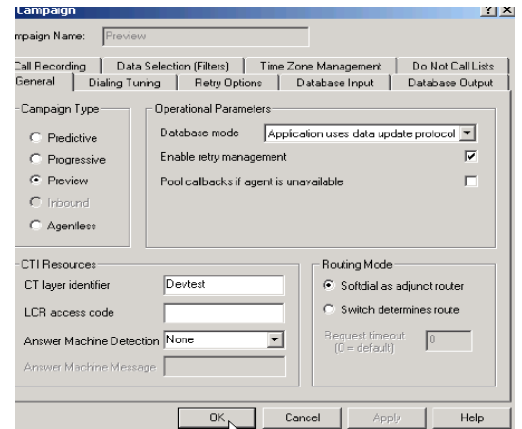 Campaign
mpaign Name: Preview
Call Recording Data Selection (Filters) Time Zone Management Do Not Call Lists
General Dialing Tuning Retry Options Database Input Database Output
Campaign Type
Predictive
Progressive
Preview
Inbound
Agentless
Operational Parameters
Database mode Application uses data update protocol
Enable retry management
Pool callbacks if agent is unavailable
CTI Resources
CT layer identifier Devtest
LCR access code
Answer Machine Detection None
Answer Machine Message
Routing Mode
Softdial as adjunct router
Switch determines route
Request timeout 0
(0 = default)
OK Cancel Apply Help